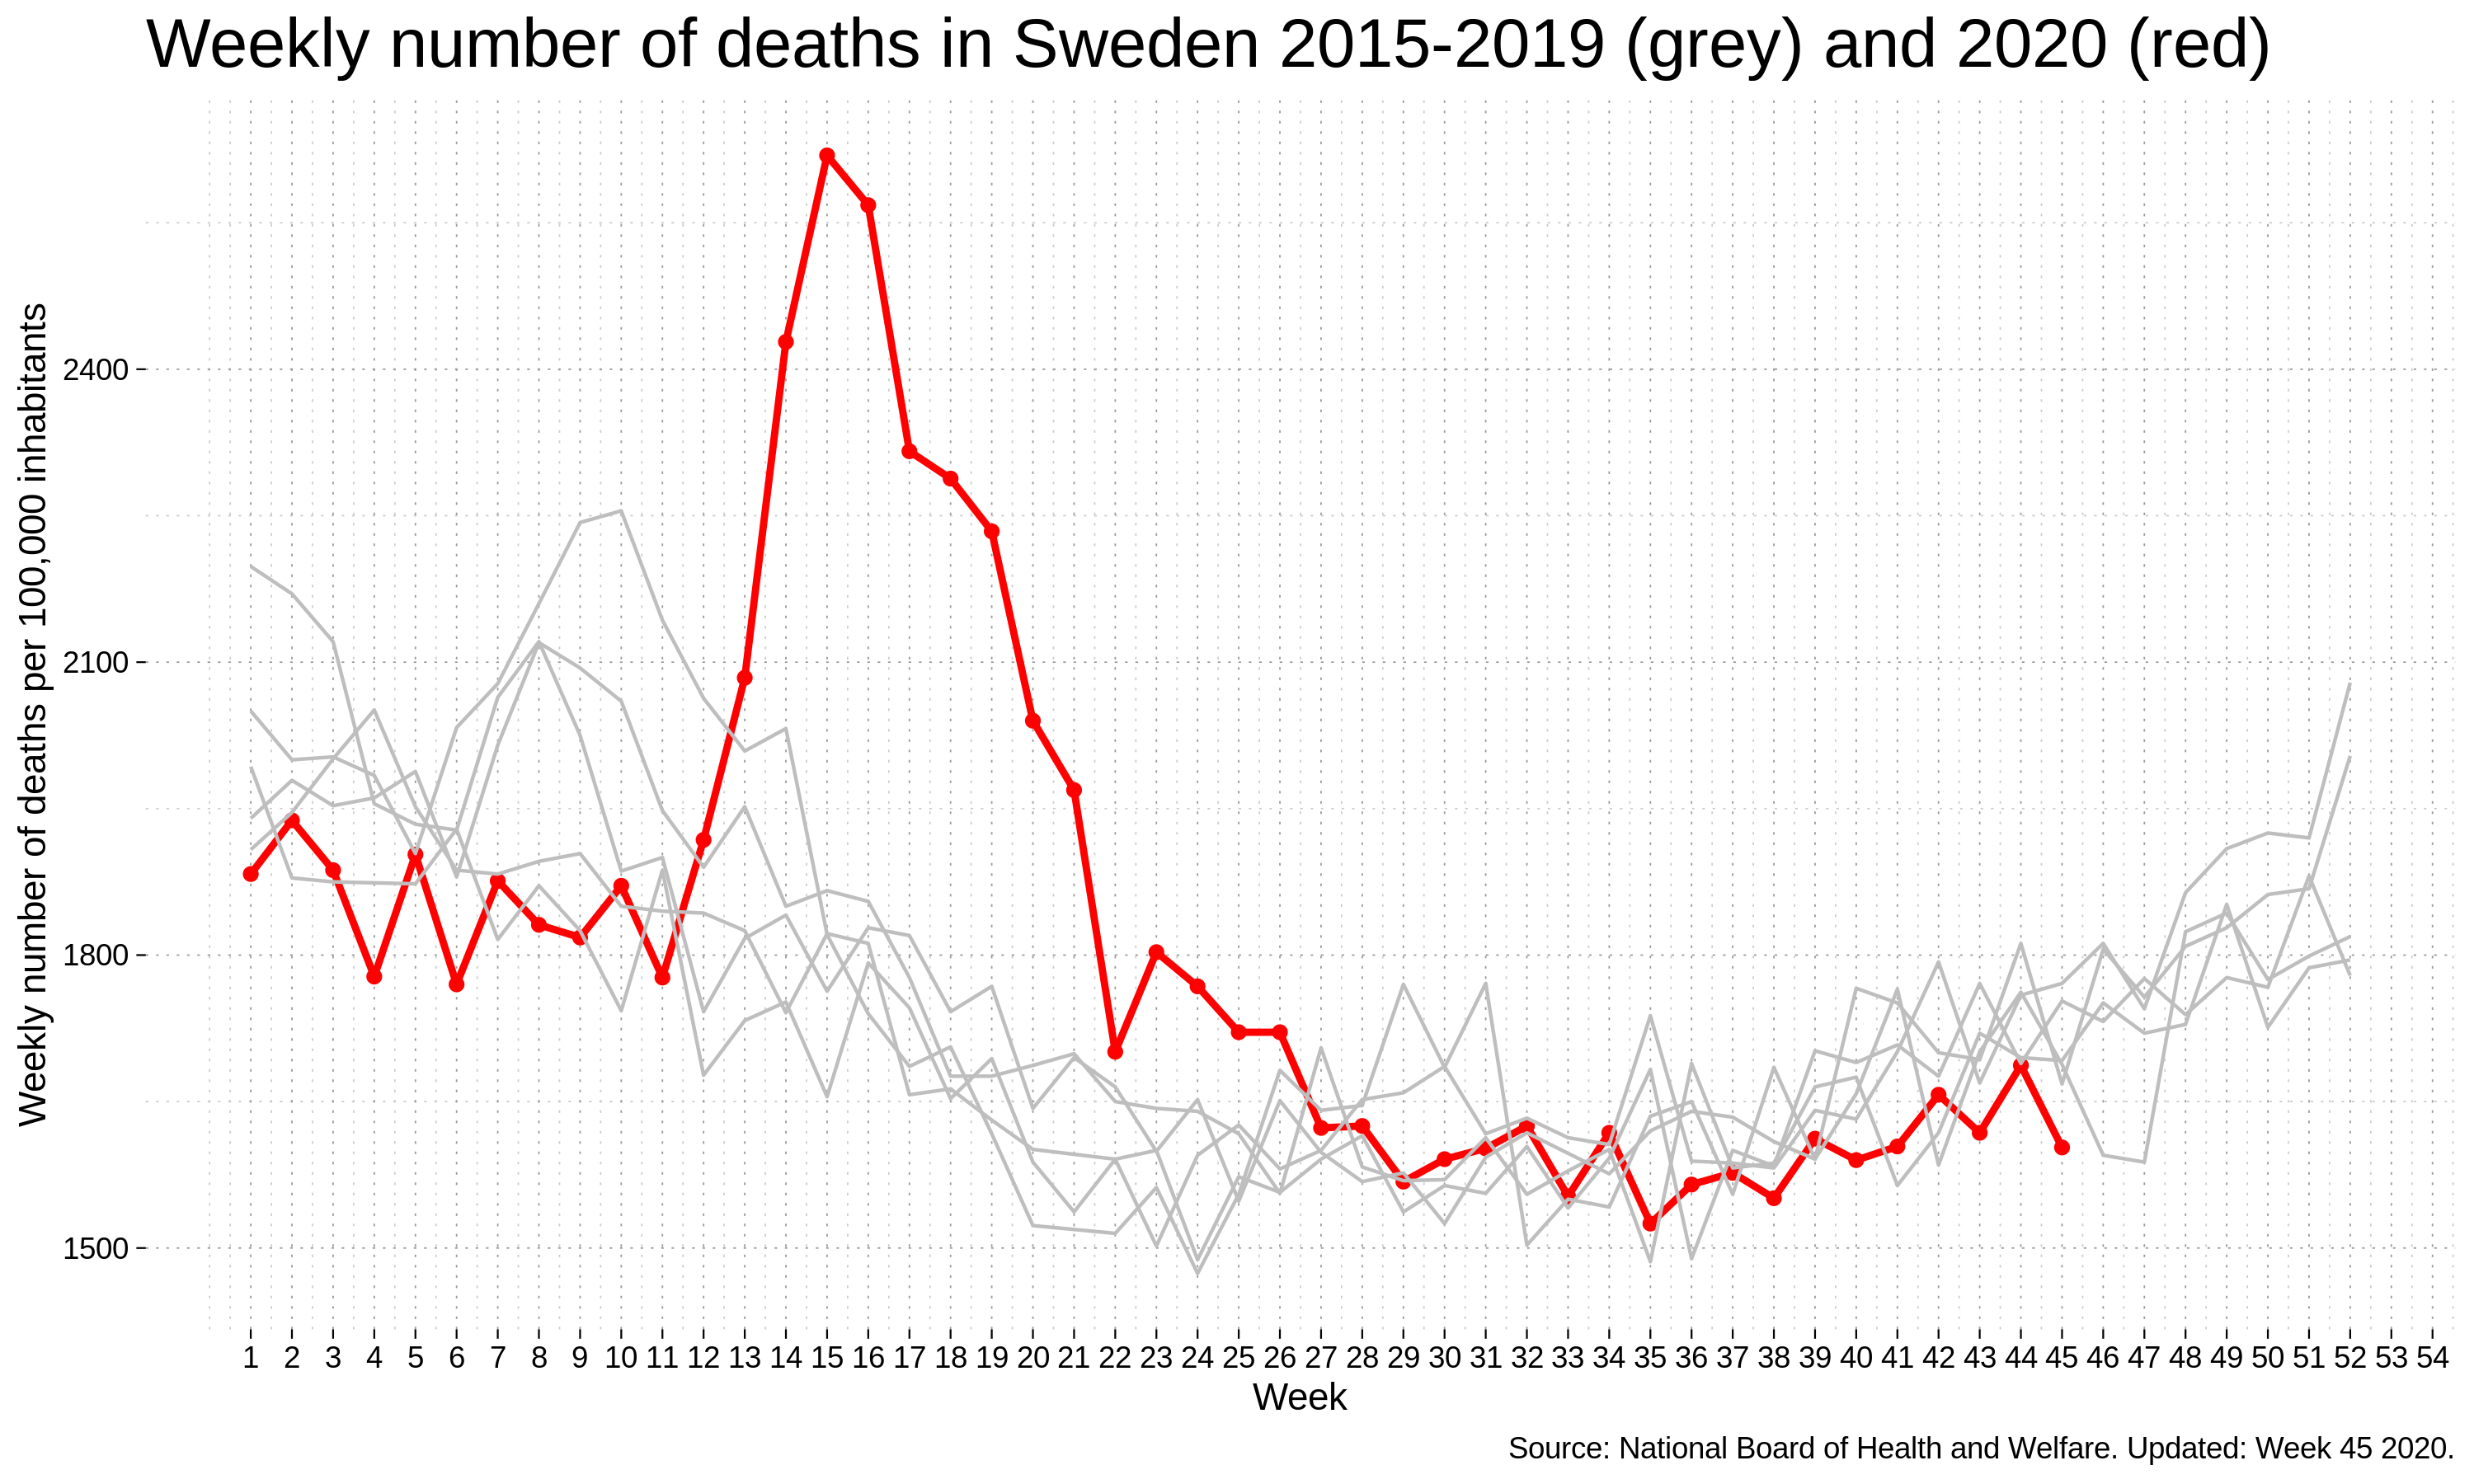 Weekly number of deaths in Sweden 2015-2019 (grey) and 2020 (red)
Weekly number of deaths per 100,000 inhabitants
2400
2100
1800
1500
1 2 3 4 5 6 7 8 9 10 11 12 13 14 15 16 17 18 19 20 21 22 23 24 25 26 27 28 29 30 31 32 33 34 35 36 37 38 39 40 41 42 43 44 45 46 47 48 49 50 51 52 53 54
Week
Source: National Board of Health and Welfare. Updated: Week 45 2020.